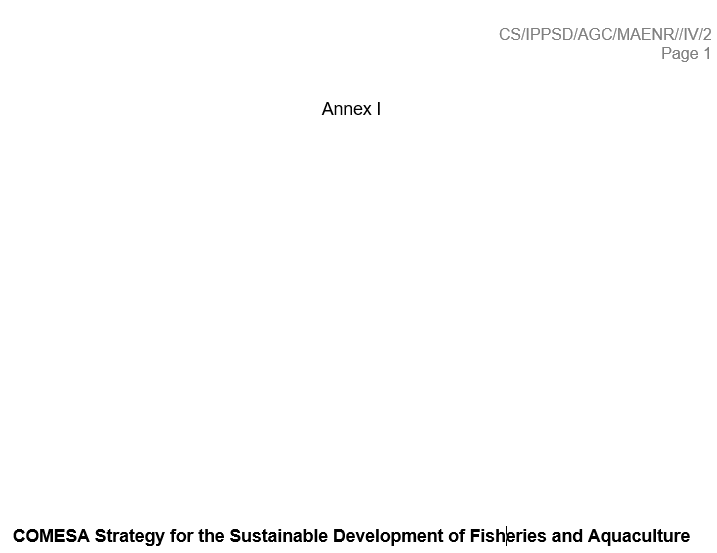 CS/IPPSD/AGC/MAENR//IV/2
Page 1
Annex I
COMESA Strategy for the Sustainable Development of Fisheries and Aquaculture